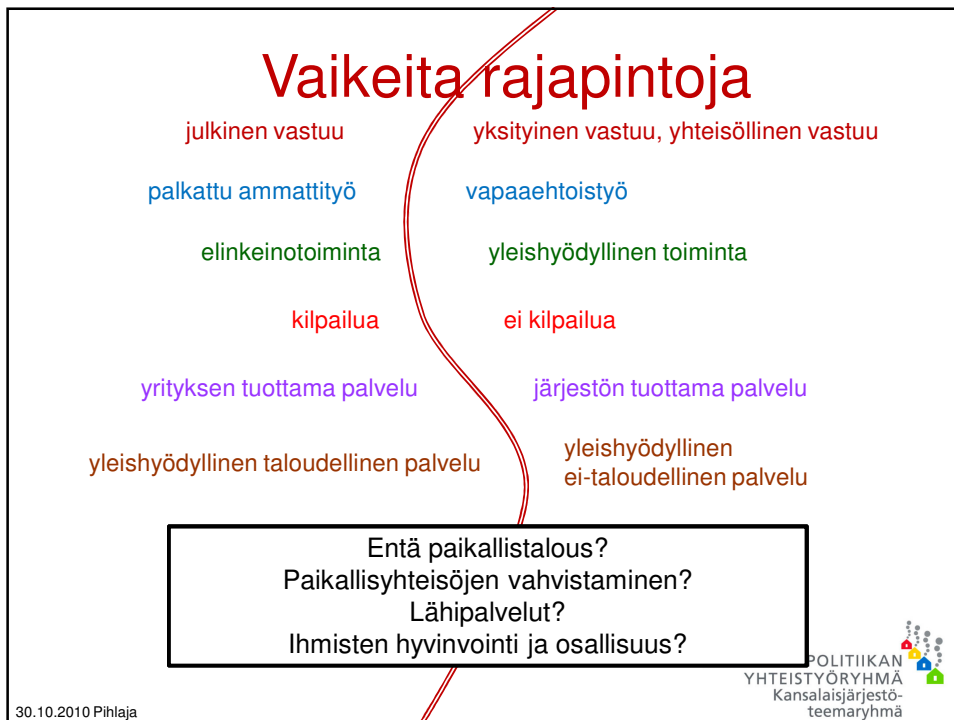 Vaikeita rajapintoja
julkinen vastuu
yksityinen vastuu, yhteisöllinen vastuu
palkattu ammattityö
vapaaehtoistyö
elinkeinotoiminta
yleishyödyllinen toiminta
kilpailua
ei kilpailua
yrityksen tuottama palvelu
järjestön tuottama palvelu
yleishyödyllinen taloudellinen palvelu
yleishyödyllinen
ei-taloudellinen palvelu
Entä paikallistalous?
Paikallisyhteisöjen vahvistaminen?
Lähipalvelut?
Ihmisten hyvinvointi ja osallisuus?
POLITIIKAN
YHTEISTYÖRYHMÄ
Kansalaisjärjestö-
teemaryhmä
30.10.2010 Pihlaja